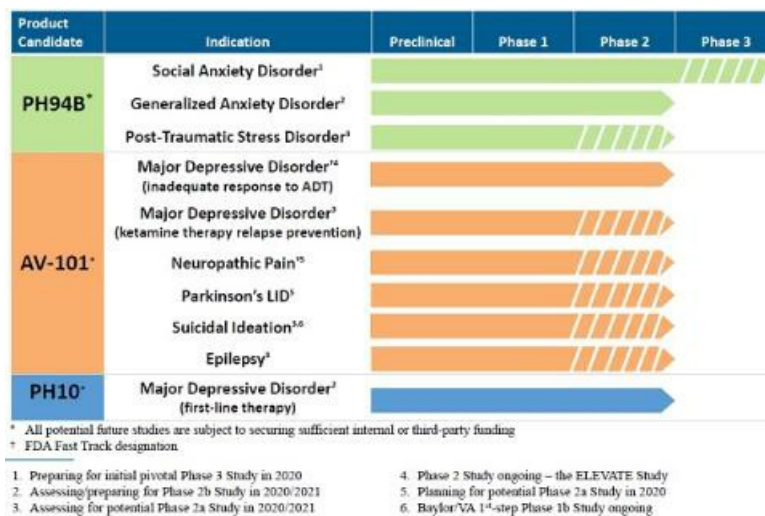 Product
Candidate Indication Preclinical Phase 1 Phase 2 Phase 3
PH94B*
Social Anxiety Disorder¹
Generalized Anxiety Disorder²
Post-Traumatic Stress Disorder³
AV-101
Major Depressive Disorder⁺⁴
(inadequate response to ADT)
Major Depressive Disorder³
(ketamine therapy relapse prevention)
Neuropathic Pain⁺⁵
Parkinson's LID⁵
Suicidal Ideation³,⁶
Epilepsy³
PH10
Major Depressive Disorder²
(first-line therapy)
* All potential future studies are subject to securing sufficient internal or third-party funding
† FDA Fast Track designation
1. Preparing for initial pivotal Phase 3 Study in 2020
2. Assessing/preparing for Phase 2b Study in 2020/2021
3. Assessing for potential Phase 2a Study in 2020/2021
4. Phase 2 Study ongoing – the ELEVATE Study
5. Planning for potential Phase 2a Study in 2020
6. Baylor/VA 1st-step Phase 1b Study ongoing